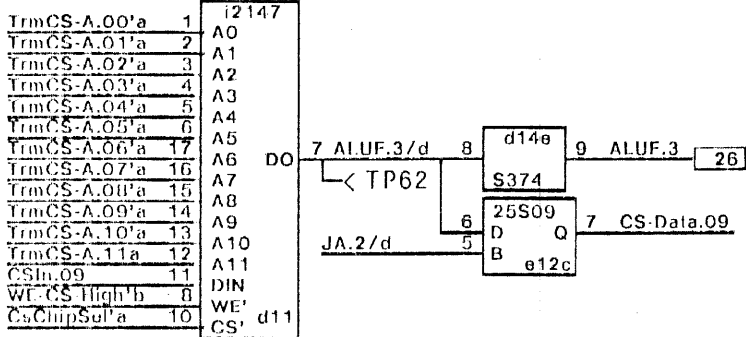 i2147
TrmCS-A.00'a 1 A0
TrmCS-A.01'a 2 A1
TrmCS-A.02'a 3 A2
TrmCS-A.03'a 4 A3
TrmCS-A.04'a 5 A4
TrmCS-A.05'a 6 A5
TrmCS-A.06'a 17 A6
TrmCS-A.07'a 16 A7
TrmCS-A.08'a 15 A8
TrmCS-A.09'a 14 A9
TrmCS-A.10'a 13 A10
TrmCS-A.11a 12 A11
CSIn.09 11 DIN
WE-CS-High'b 8 WE'
CsChipSel'a 10 CS' d11
DO 7 ALUF.3/d 8 d14e 9 ALUF.3 26
< TP62 S374
25S09
6 D Q 7 CS-Data.09
JA.2/d 5 B
e12c